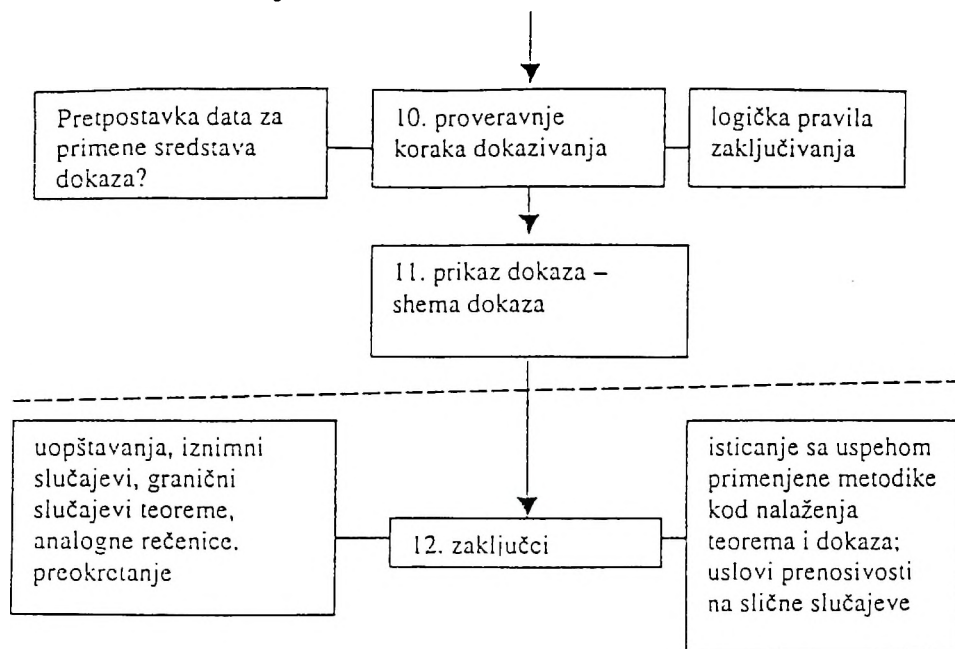 Pretpostavka data za
primene sredstava
dokaza?
10. proveravnje
koraka dokazivanja
logička pravila
zaključivanja
11. prikaz dokaza –
shema dokaza
uopštavanja, iznimni
slučajevi, granični
slučajevi teoreme,
analogne rečenice.
preokretanje
12. zaključci
isticanje sa uspehom
primenjene metodike
kod nalaženja
teorema i dokaza;
uslovi prenosivosti
na slične slučajeve